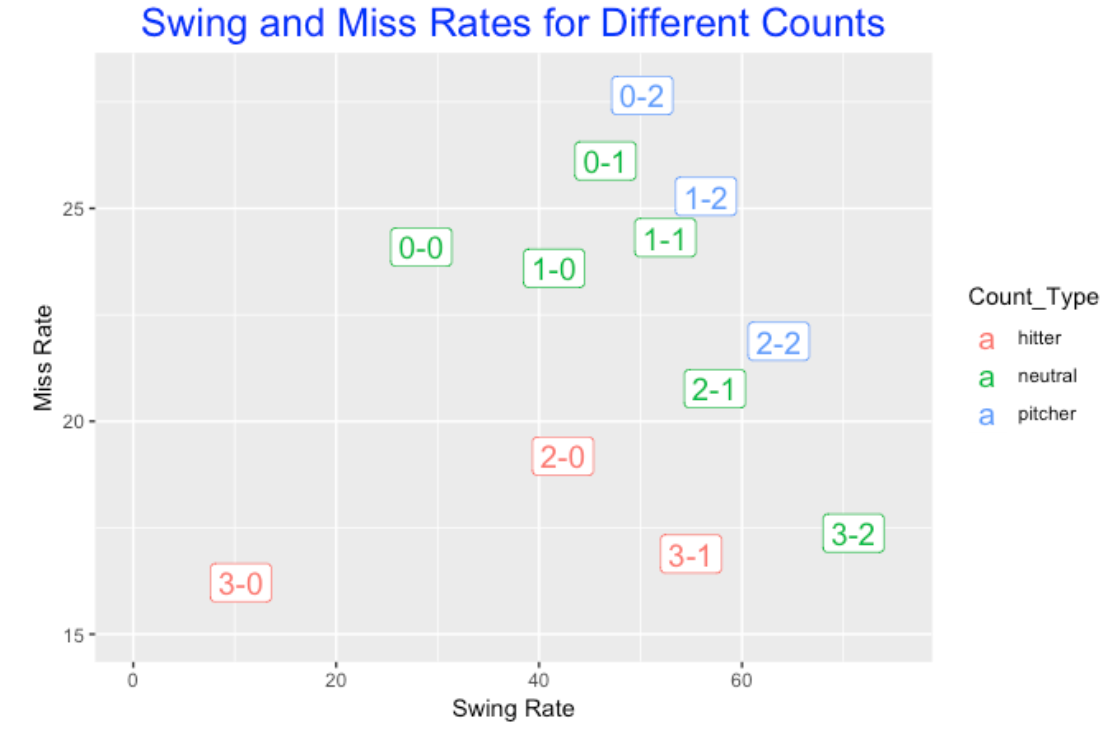 Swing and Miss Rates for Different Counts
0-2
0-1
1-2
25
1-1
0-0
1-0
Count_Type
a hitter
2-2
Miss Rate
a neutral
2-1
a pitcher
20
2-0
3-2
3-1
3-0
15
0 20 40 60
Swing Rate